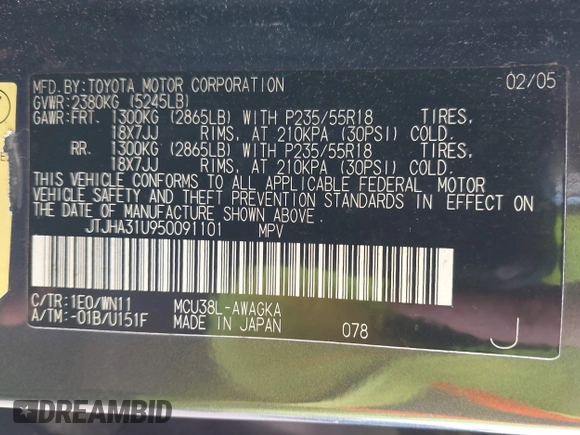 MFD.BY:TOYOTA MOTOR CORPORATION 02/05
GVWR:2380KG (5245LB)
GAWR:FRT. 1300KG (2865LB) WITH P235/55R18 TIRES,
18X7JJ RIMS, AT 210KPA (30PSI) COLD.
RR. 1300KG (2865LB) WITH P235/55R18 TIRES,
18X7JJ RIMS, AT 210KPA (30PSI) COLD.
THIS VEHICLE CONFORMS TO ALL APPLICABLE FEDERAL MOTOR
VEHICLE SAFETY AND THEFT PREVENTION STANDARDS IN EFFECT ON
THE DATE OF MANUFACTURE SHOWN ABOVE.
JTJHA31U950091101 MPV
C/TR:1E0/WN11 MCU38L-AWAGKA
A/TM:-01B/U151F MADE IN JAPAN 078 J
DREAMBID